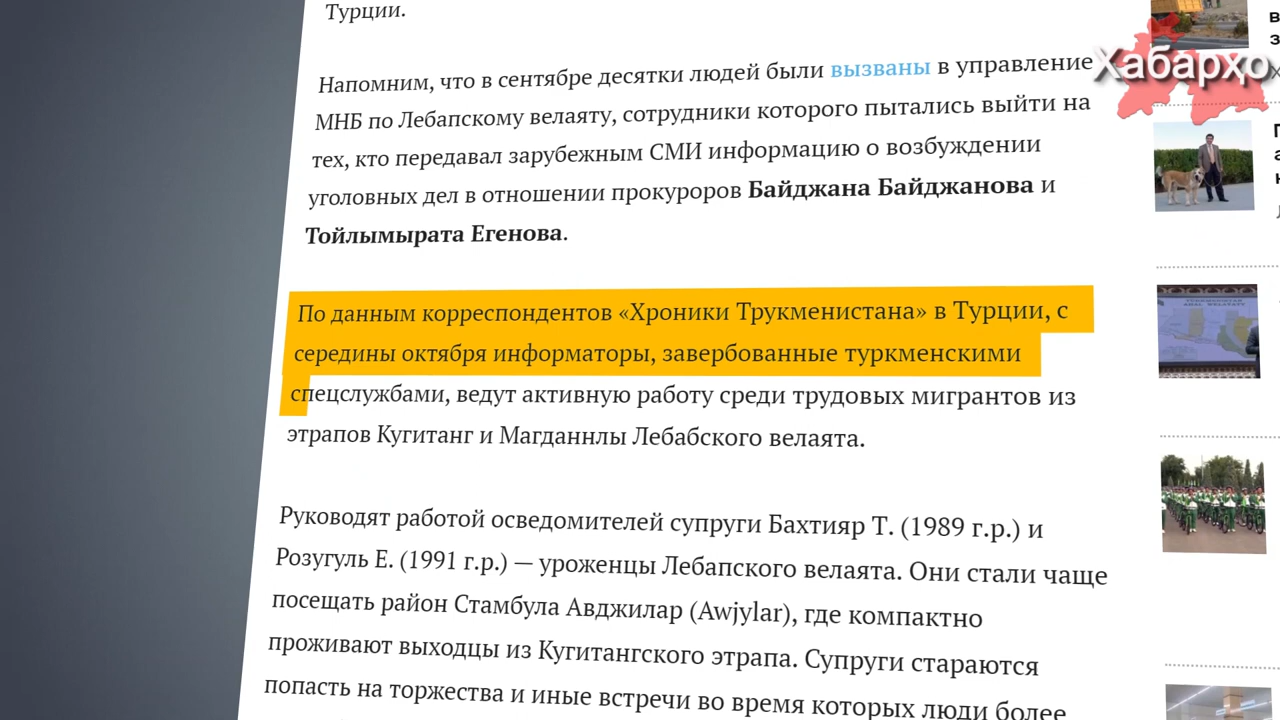 Турции.
Напомним, что в сентябре десятки людей были вызваны в управление
МНБ по Лебапскому велаяту, сотрудники которого пытались выйти на
тех, кто передавал зарубежным СМИ информацию о возбуждении
уголовных дел в отношении прокуроров Байджана Байджанова и
Тойлымырата Егенова.
По данным корреспондентов «Хроники Трукменистана» в Турции, с
середины октября информаторы, завербованные туркменскими
спецслужбами, ведут активную работу среди трудовых мигрантов из
этрапов Кугитанг и Магданнлы Лебабского велаята.
Руководят работой осведомителей супруги Бахтияр Т. (1989 г.р.) и
Розугуль Е. (1991 г.р.) — уроженцы Лебапского велаята. Они стали чаще
посещать район Стамбула Авджилар (Awjylar), где компактно
проживают выходцы из Кугитангского этрапа. Супруги стараются
попасть на торжества и иные встречи во время которых люди более
Хабарҳо